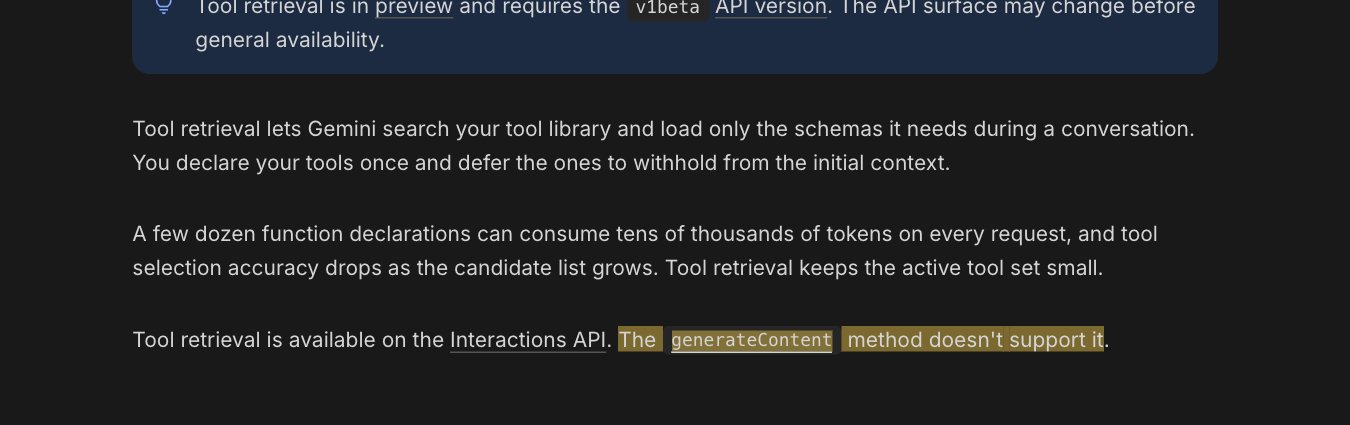 Tool retrieval is in preview and requires the v1beta API version. The API surface may change before
general availability.
Tool retrieval lets Gemini search your tool library and load only the schemas it needs during a conversation.
You declare your tools once and defer the ones to withhold from the initial context.
A few dozen function declarations can consume tens of thousands of tokens on every request, and tool
selection accuracy drops as the candidate list grows. Tool retrieval keeps the active tool set small.
Tool retrieval is available on the Interactions API. The generateContent method doesn't support it.